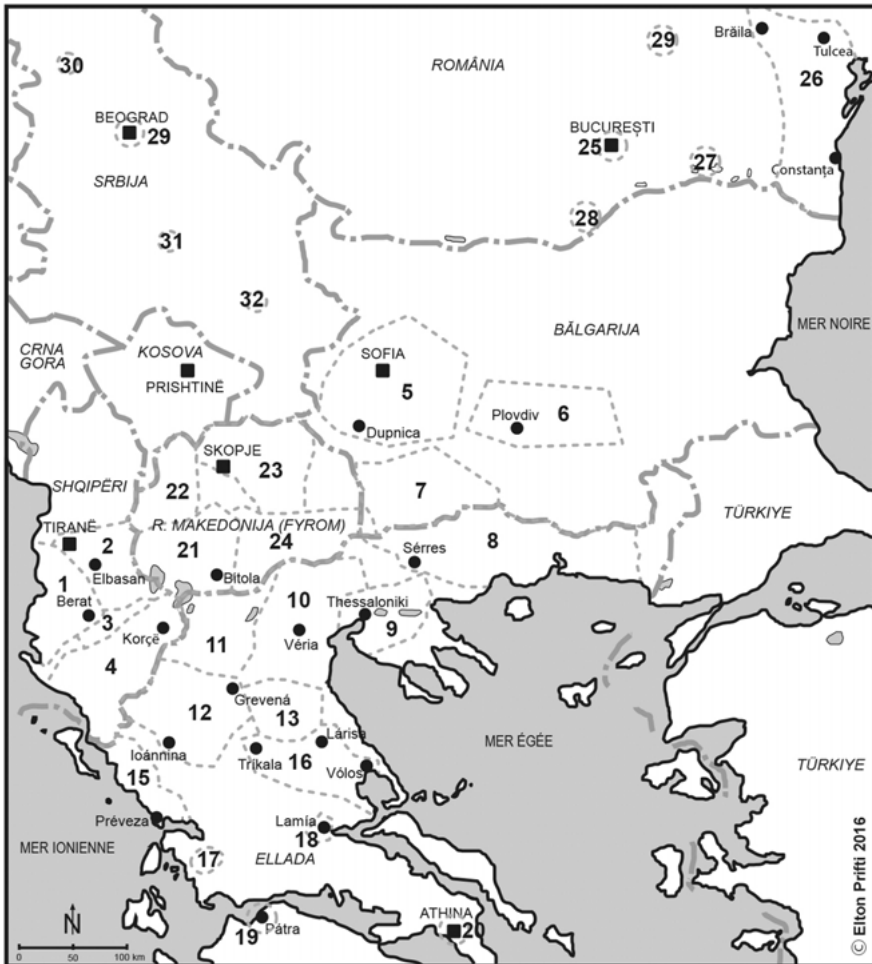 Brăila
29
Tulcea
30
ROMÂNIA
26
BEOGRAD
29
BUCUREȘTI
25
27
Constanța
SRBIJA
28
31
32
MER NOIRE
BĂLGARIJA
CRNA
GORA
KOSOVA
PRISHTINË
SOFIA
5
Plovdiv
6
Dupnica
SKOPJE
23
22
7
SHQIPËRI
TÜRKIYE
R. MAKEDONIJA (FYROM)
TIRANË
2
21
24
8
Sérres
Elbasan
Bitola
1
10
Thessaloniki
Berat
3
Korçë
11
Véria
9
4
Grevená
12
13
Lárisa
MER ÉGÉE
Ioánnina
Tríkala
16
15
Vólos
TÜRKIYE
Préveza
Lamía
18
MER IONIENNE
17
ELLADA
N
19
Pátra
ATHINA
2
0 50 100 km
© Elton Prifti 2016